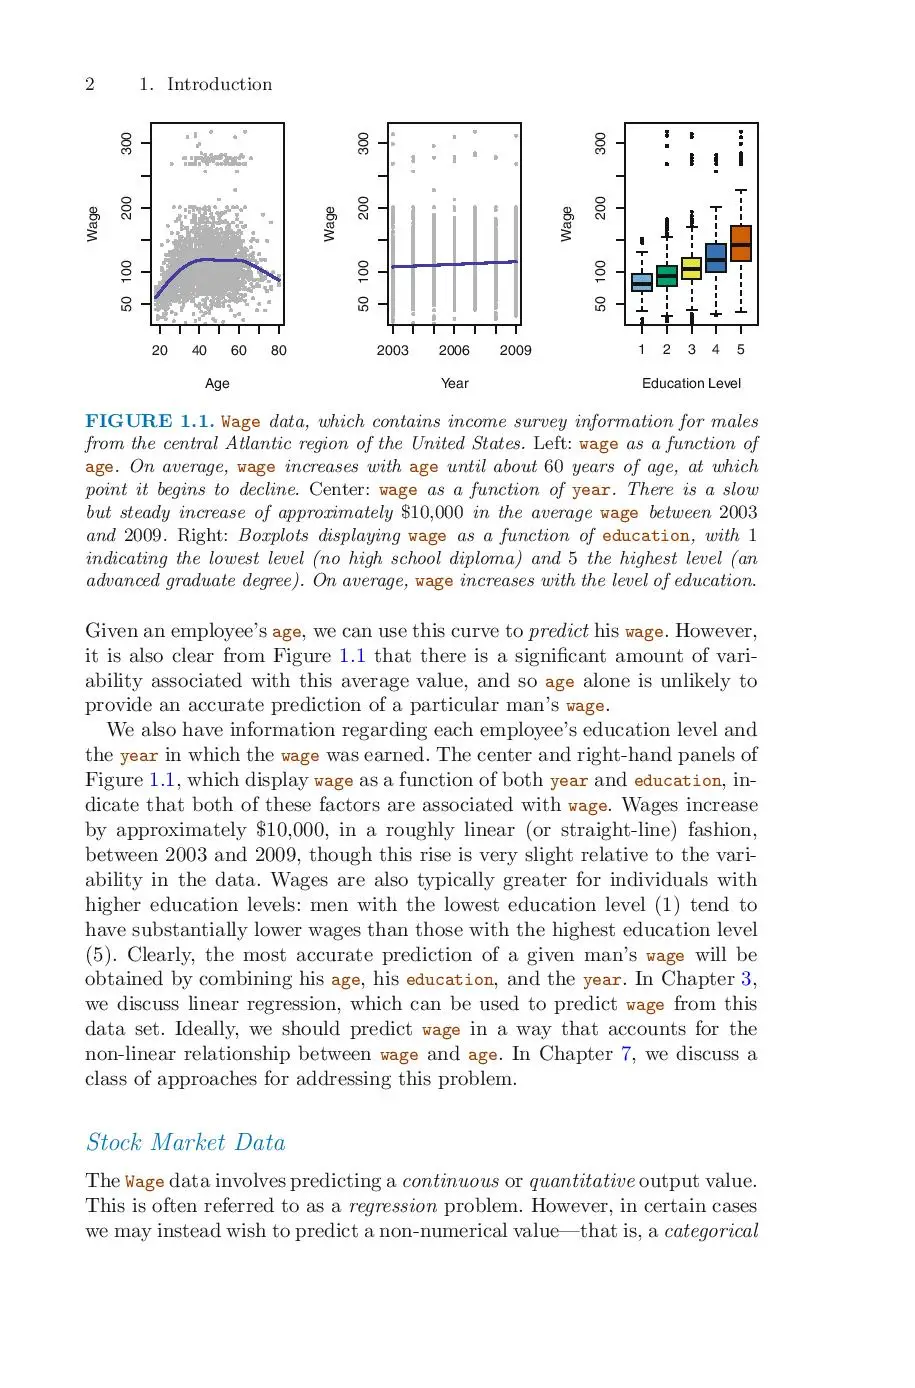 2 1. Introduction
300
200
100
50
Wage
20 40 60 80
Age
300
200
100
50
Wage
2003 2006 2009
Year
300
200
100
50
Wage
1 2 3 4 5
Education Level
FIGURE 1.1. Wage data, which contains income survey information for males
from the central Atlantic region of the United States. Left: wage as a function of
age. On average, wage increases with age until about 60 years of age, at which
point it begins to decline. Center: wage as a function of year. There is a slow
but steady increase of approximately $10,000 in the average wage between 2003
and 2009. Right: Boxplots displaying wage as a function of education, with 1
indicating the lowest level (no high school diploma) and 5 the highest level (an
advanced graduate degree). On average, wage increases with the level of education.
Given an employee's age, we can use this curve to predict his wage. However,
it is also clear from Figure 1.1 that there is a significant amount of vari-
ability associated with this average value, and so age alone is unlikely to
provide an accurate prediction of a particular man's wage.
We also have information regarding each employee's education level and
the year in which the wage was earned. The center and right-hand panels of
Figure 1.1, which display wage as a function of both year and education, in-
dicate that both of these factors are associated with wage. Wages increase
by approximately $10,000, in a roughly linear (or straight-line) fashion,
between 2003 and 2009, though this rise is very slight relative to the vari-
ability in the data. Wages are also typically greater for individuals with
higher education levels: men with the lowest education level (1) tend to
have substantially lower wages than those with the highest education level
(5). Clearly, the most accurate prediction of a given man's wage will be
obtained by combining his age, his education, and the year. In Chapter 3,
we discuss linear regression, which can be used to predict wage from this
data set. Ideally, we should predict wage in a way that accounts for the
non-linear relationship between wage and age. In Chapter 7, we discuss a
class of approaches for addressing this problem.
Stock Market Data
The Wage data involves predicting a continuous or quantitative output value.
This is often referred to as a regression problem. However, in certain cases
we may instead wish to predict a non-numerical value—that is, a categorical